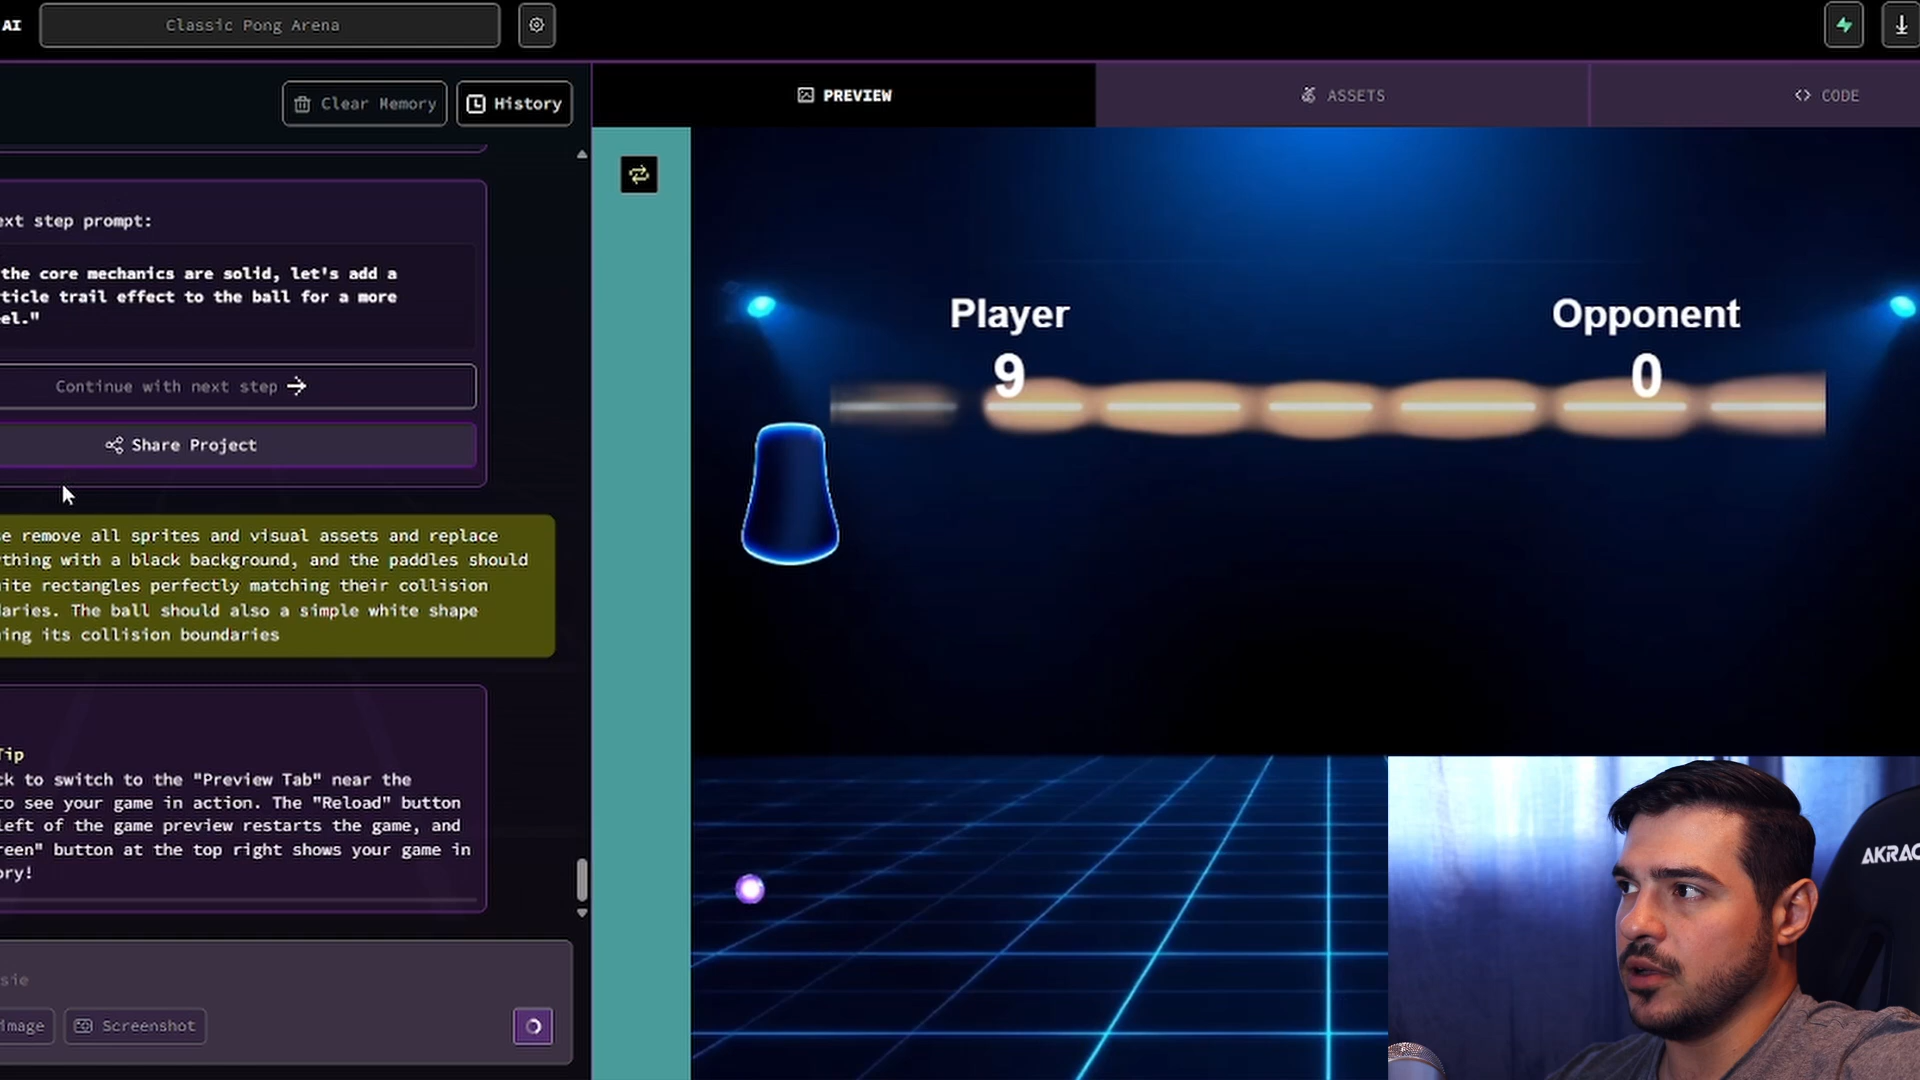 AI
Classic Pong Arena
Clear Memory
History
PREVIEW
ASSETS
CODE
ext step prompt:
the core mechanics are solid, let's add a
ticle trail effect to the ball for a more
el."
Continue with next step
Share Project
e remove all sprites and visual assets and replace
thing with a black background, and the paddles should
ite rectangles perfectly matching their collision
aries. The ball should also a simple white shape
ing its collision boundaries
Tip
ck to switch to the "Preview Tab" near the
to see your game in action. The "Reload" button
left of the game preview restarts the game, and
reen" button at the top right shows your game in
ory!
sie
image
Screenshot
Player
9
Opponent
0
AKRAC